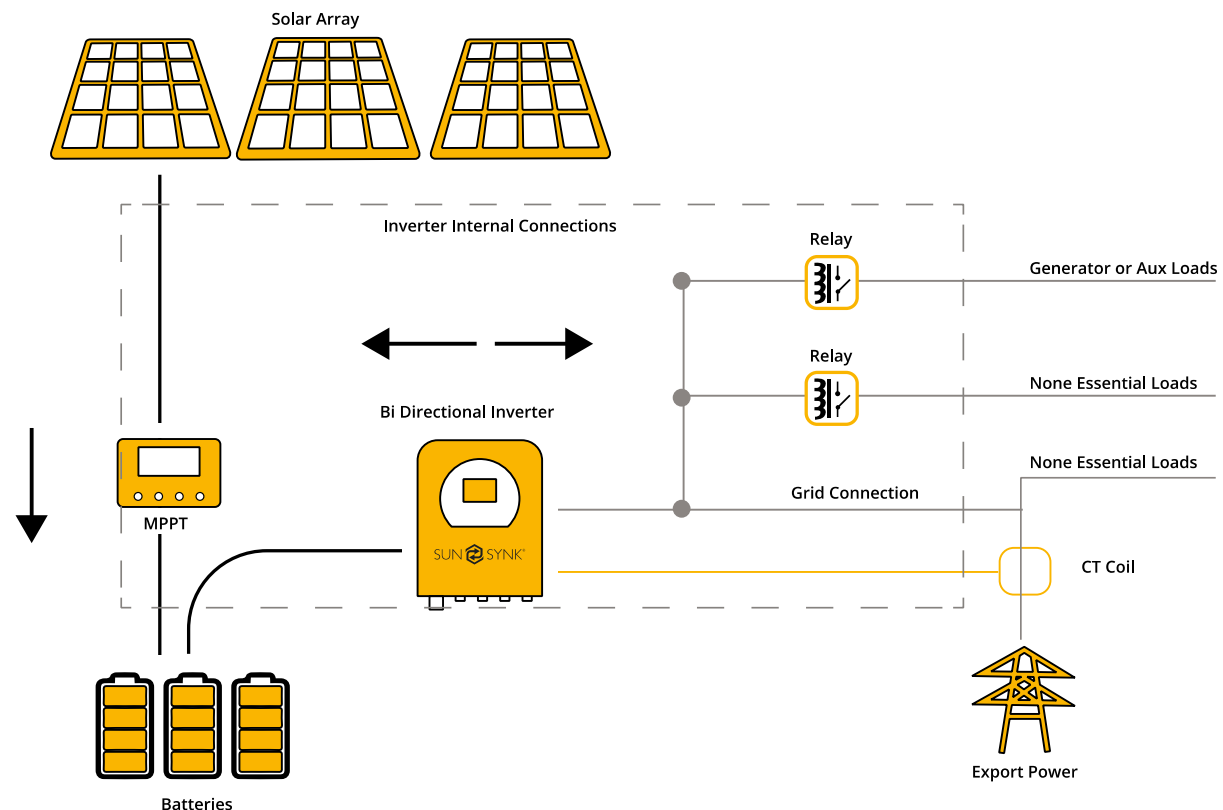 Solar Array
Inverter Internal Connections
Relay
Generator or Aux Loads
Relay
None Essential Loads
Bi Directional Inverter
None Essential Loads
Grid Connection
MPPT
SUN SYNK®
CT Coil
Export Power
Batteries